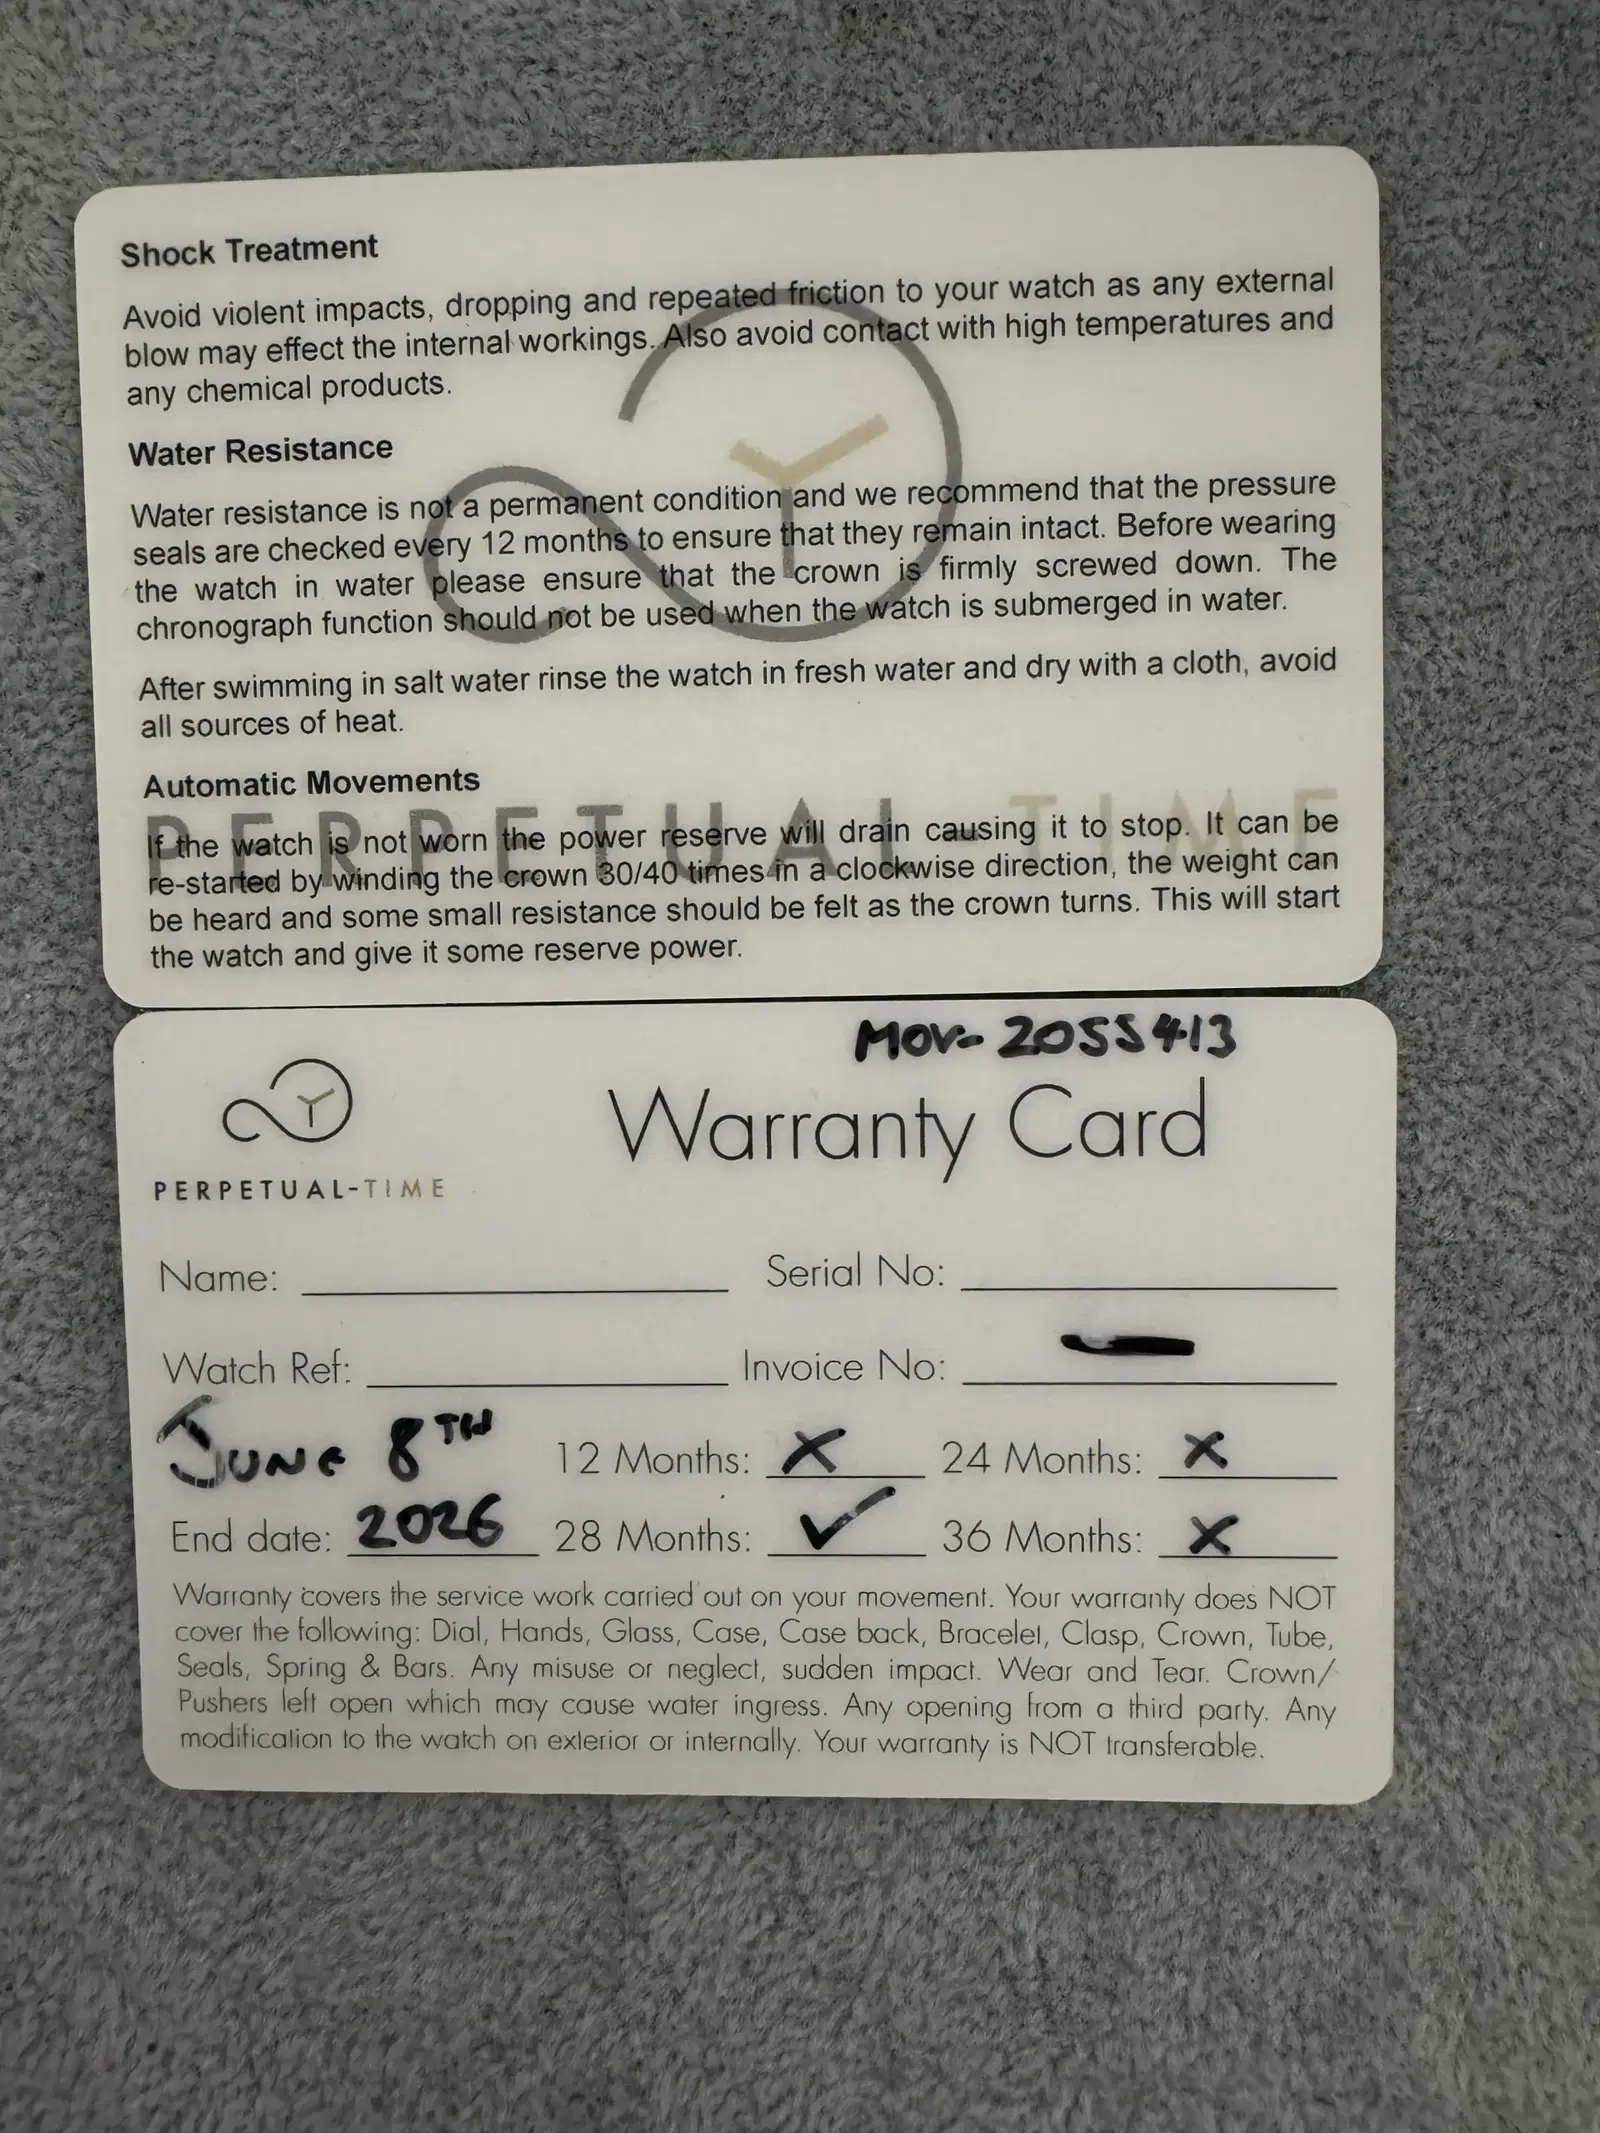 Shock Treatment
Avoid violent impacts, dropping and repeated friction to your watch as any external
blow may effect the internal workings. Also avoid contact with high temperatures and
any chemical products.
Water Resistance
Water resistance is not a permanent condition and we recommend that the pressure
seals are checked every 12 months to ensure that they remain intact. Before wearing
the watch in water please ensure that the crown is firmly screwed down. The
chronograph function should not be used when the watch is submerged in water.
After swimming in salt water rinse the watch in fresh water and dry with a cloth, avoid
all sources of heat.
Automatic Movements
PERPETUAL-TIME
If the watch is not worn the power reserve will drain causing it to stop. It can be
re-started by winding the crown 30/40 times in a clockwise direction, the weight can
be heard and some small resistance should be felt as the crown turns. This will start
the watch and give it some reserve power.
MOV- 2055413
Warranty Card
PERPETUAL-TIME
Name: Serial No:
Watch Ref: Invoice No:
JUNE 8TH 12 Months: X 24 Months: X
End date: 2026 28 Months: ✓ 36 Months: X
Warranty covers the service work carried out on your movement. Your warranty does NOT
cover the following: Dial, Hands, Glass, Case, Case back, Bracelet, Clasp, Crown, Tube,
Seals, Spring & Bars. Any misuse or neglect, sudden impact. Wear and Tear. Crown/
Pushers left open which may cause water ingress. Any opening from a third party. Any
modification to the watch on exterior or internally. Your warranty is NOT transferable.